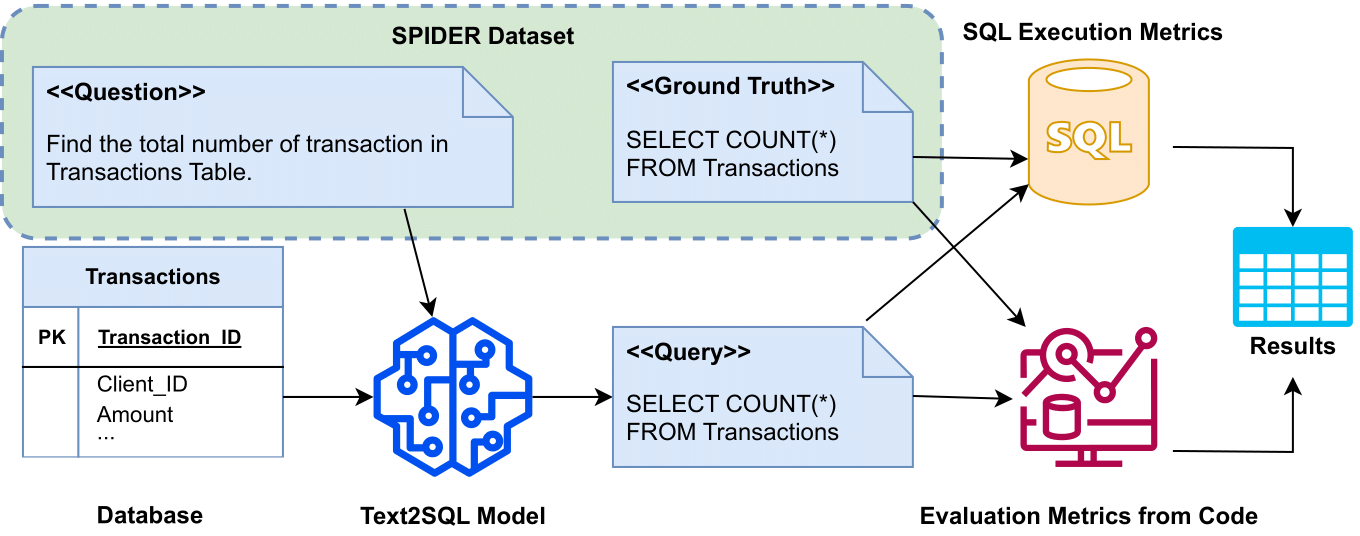 SPIDER Dataset
SQL Execution Metrics
<<Question>>
Find the total number of transaction in
Transactions Table.
<<Ground Truth>>
SELECT COUNT(*)
FROM Transactions
SQL
Transactions
PK
Transaction_ID
Client_ID
Amount
...
<<Query>>
SELECT COUNT(*)
FROM Transactions
Results
Database
Text2SQL Model
Evaluation Metrics from Code